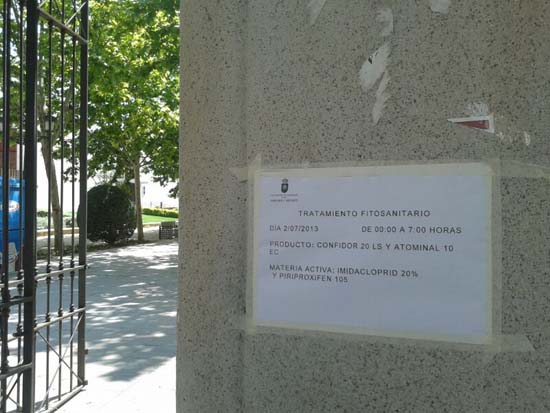 TRATAMIENTO FITOSANITARIO
DÍA 2/07/2013 DE 00:00 A 7:00 HORAS
PRODUCTO: CONFIDOR 20 LS Y ATOMINAL 10
EC
MATERIA ACTIVA: IMIDACLOPRID 20%
Y PIRIPROXIFEN 105